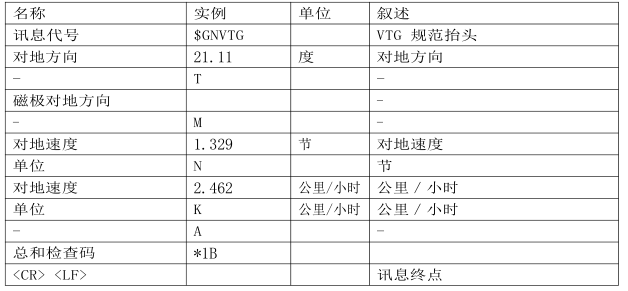 名称 实例 单位 叙述
讯息代号 $GNVTG VTG 规范抬头
对地方向 21.11 度 对地方向
- T -
磁极对地方向 -
- M -
对地速度 1.329 节 对地速度
单位 N 节
对地速度 2.462 公里/小时 公里 / 小时
单位 K 公里/小时 公里 / 小时
- A -
总和检查码 *1B
<CR> <LF> 讯息终点